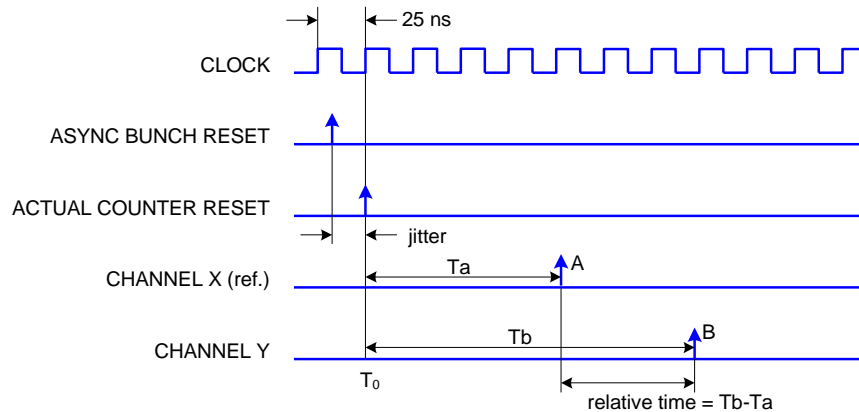 25 ns
CLOCK
ASYNC BUNCH RESET
ACTUAL COUNTER RESET
jitter
Ta
A
CHANNEL X (ref.)
Tb
B
CHANNEL Y
T₀
relative time = Tb-Ta